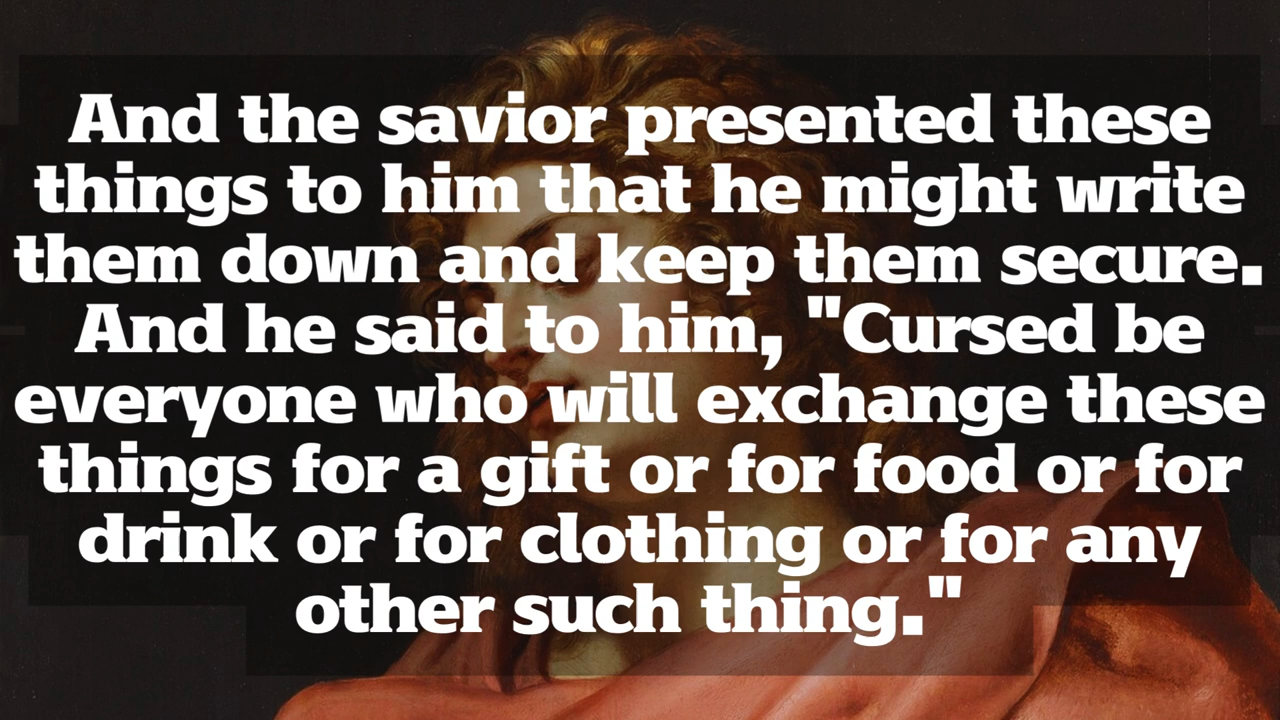 And the savior presented these
things to him that he might write
them down and keep them secure.
And he said to him, "Cursed be
everyone who will exchange these
things for a gift or for food or for
drink or for clothing or for any
other such thing."